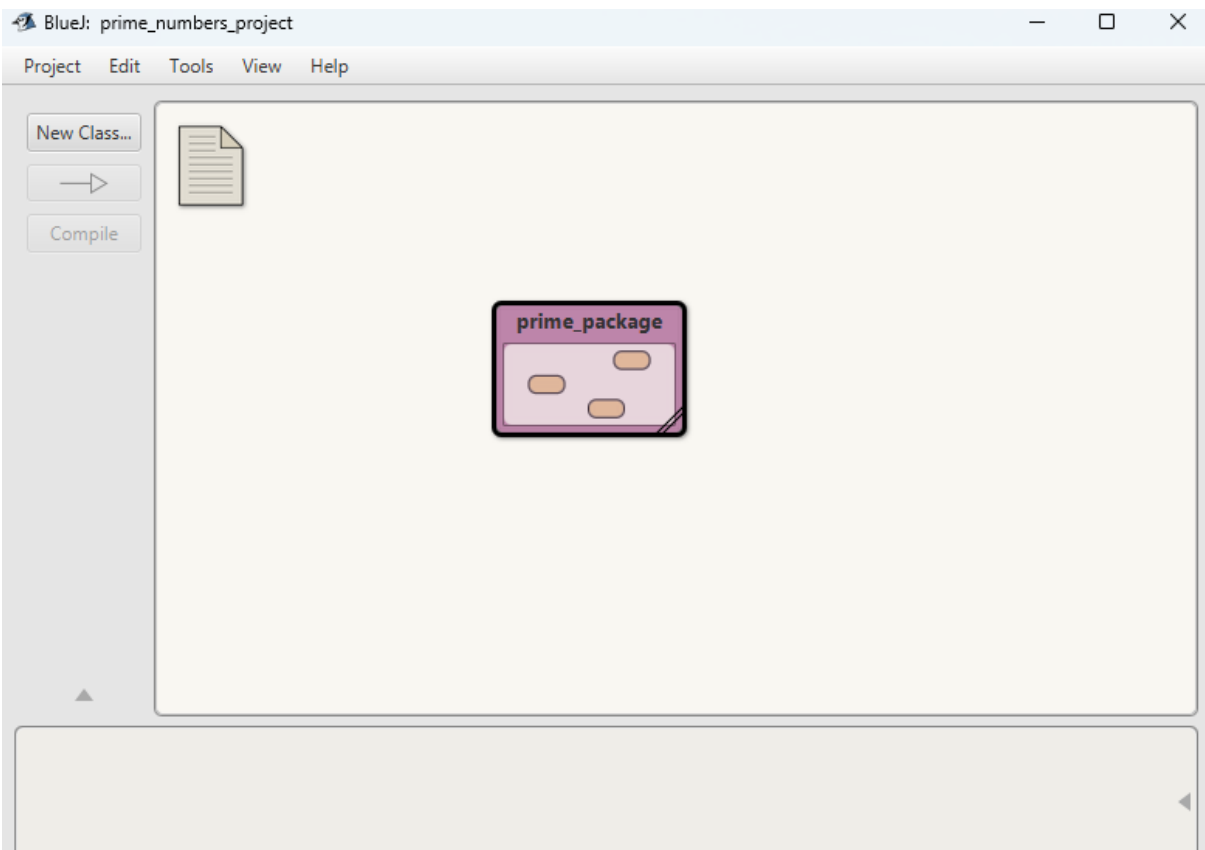 BlueJ: prime_numbers_project
Project Edit Tools View Help
New Class...
Compile
prime_package